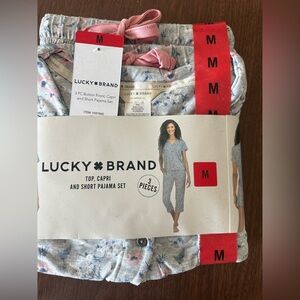 M
LUCKY BRAND
3 PC Button Front, Capri
and Short Pajama Set
M
M
M
M
M
LUCKY BRAND
TOP, CAPRI
AND SHORT PAJAMA SET
3
PIECES
M
M